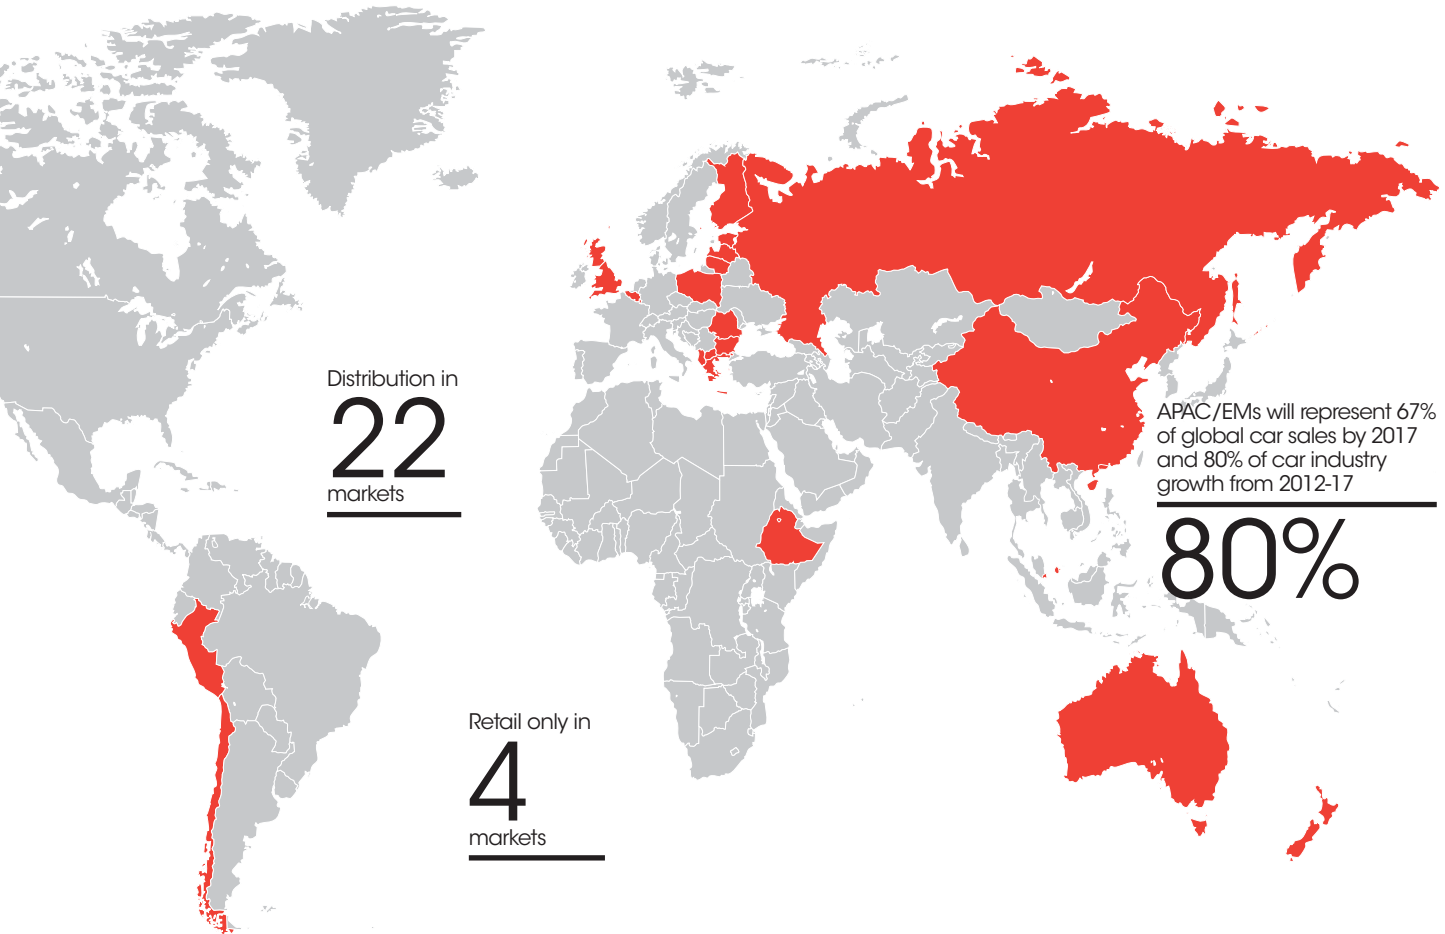 Distribution in
22
markets
APAC/EMs will represent 67%
of global car sales by 2017
and 80% of car industry
growth from 2012-17
80%
Retail only in
4
markets